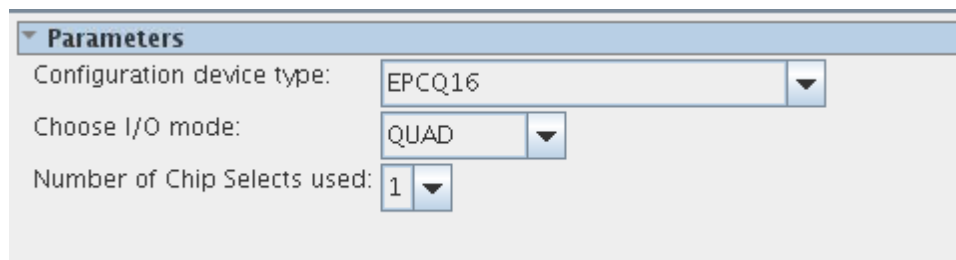 Parameters
Configuration device type: EPCQ16
Choose I/O mode: QUAD
Number of Chip Selects used: 1